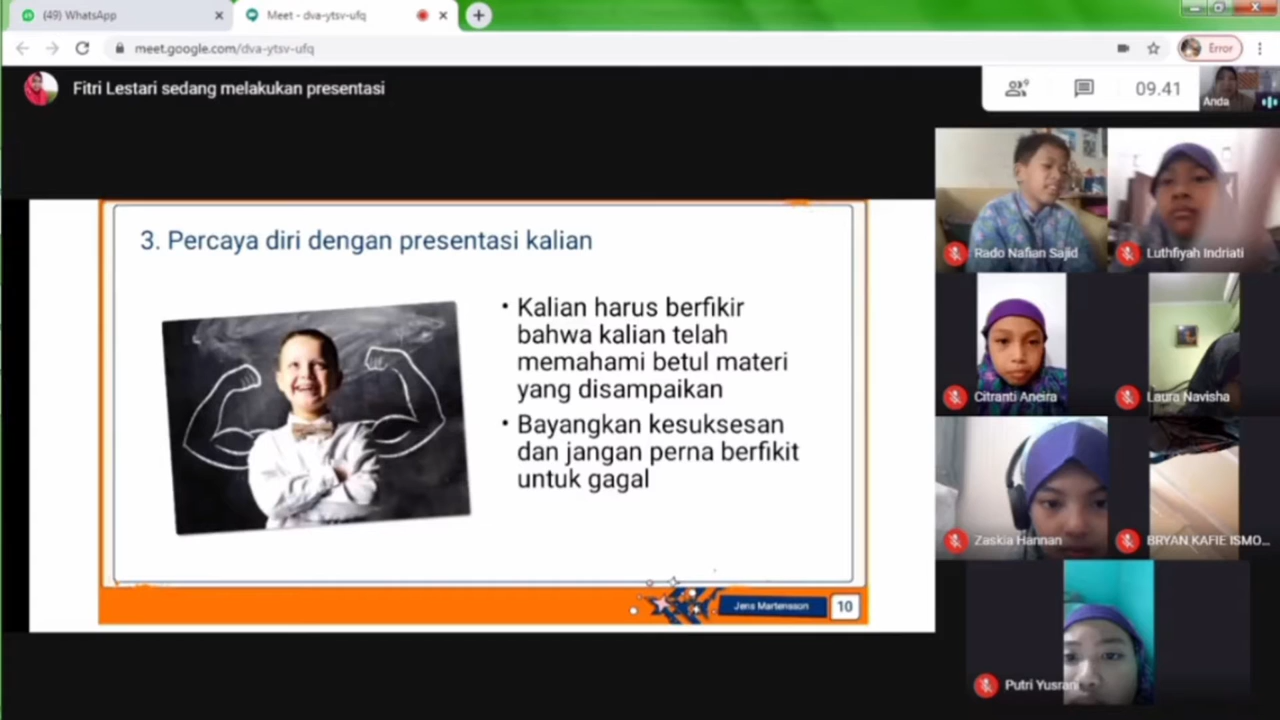 (49) WhatsApp
Meet - dva-ytsv-ufq
meet.google.com/dva-ytsv-ufq
Error
Fitri Lestari sedang melakukan presentasi
9
09.41
Anda
3. Percaya diri dengan presentasi kalian
• Kalian harus berfikir
bahwa kalian telah
memahami betul materi
yang disampaikan
• Bayangkan kesuksesan
dan jangan perna berfikit
untuk gagal
Jens Martensson
10
Rado Nafian Sajid
Luthfiyah Indriati
Citranti Aneira
Laura Navisha
Zaskia Hannan
BRYAN KAFIE ISMO...
Putri Yusrani